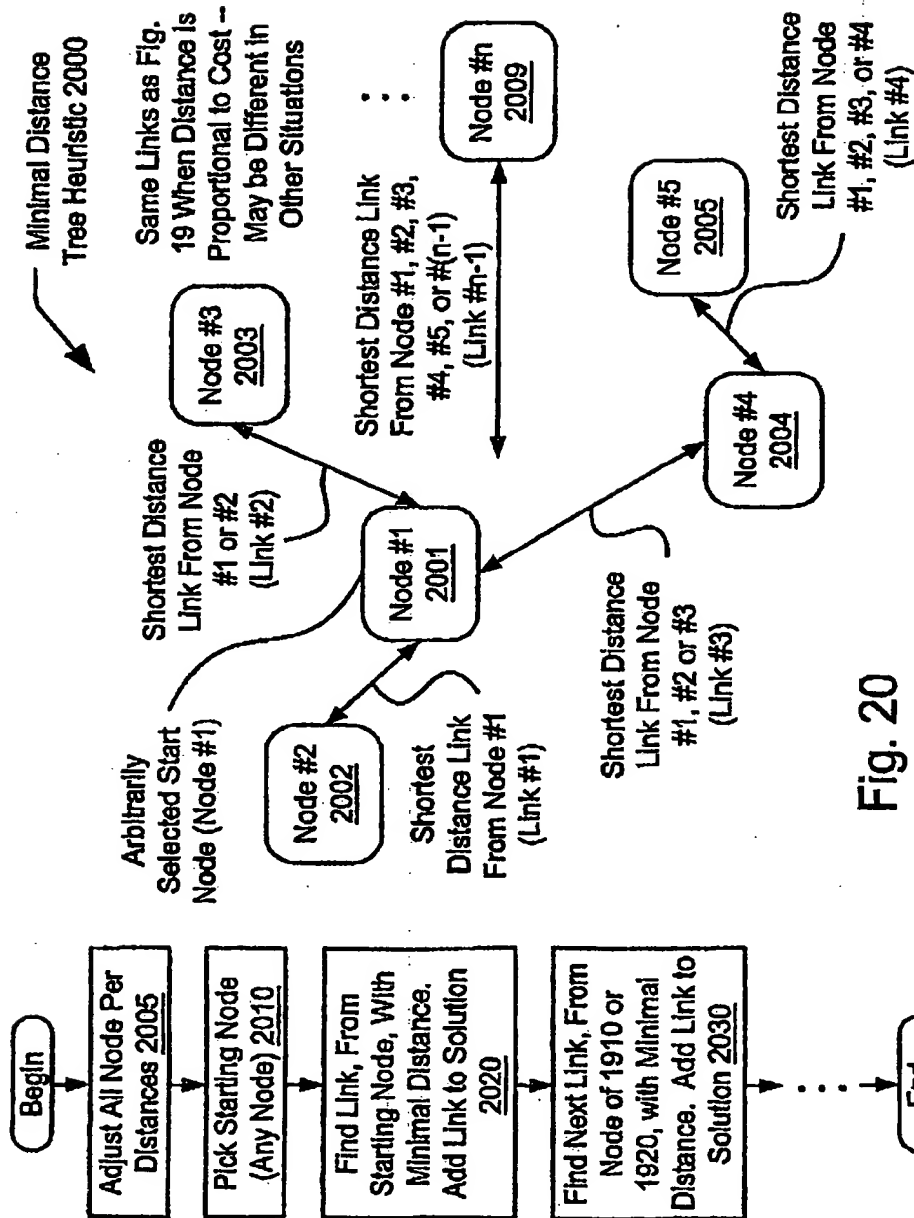 Begin
Adjust All Node Per
Distances 2005
Pick Starting Node
(Any Node) 2010
Find Link, From
Starting Node, With
Minimal Distance.
Add Link to Solution
2020
Find Next Link, From
Node of 1910 or
1920, with Minimal
Distance. Add Link to
Solution 2030
End
Minimal Distance
Tree Heuristic 2000
Same Links as Fig.
19 When Distance Is
Proportional to Cost --
May be Different in
Other Situations
Arbitrarily
Selected Start
Node (Node #1)
Shortest Distance
Link From Node
#1 or #2
(Link #2)
Node #3
2003
Node #1
2001
Node #2
2002
Shortest
Distance Link
From Node #1
(Link #1)
Shortest Distance Link
From Node #1, #2, #3,
#4, #5, or #(n-1)
(Link #n-1)
Node #n
2009
Shortest Distance
Link From Node
#1, #2 or #3
(Link #3)
Node #4
2004
Node #5
2005
Shortest Distance
Link From Node
#1, #2, #3, or #4
(Link #4)
Fig. 20